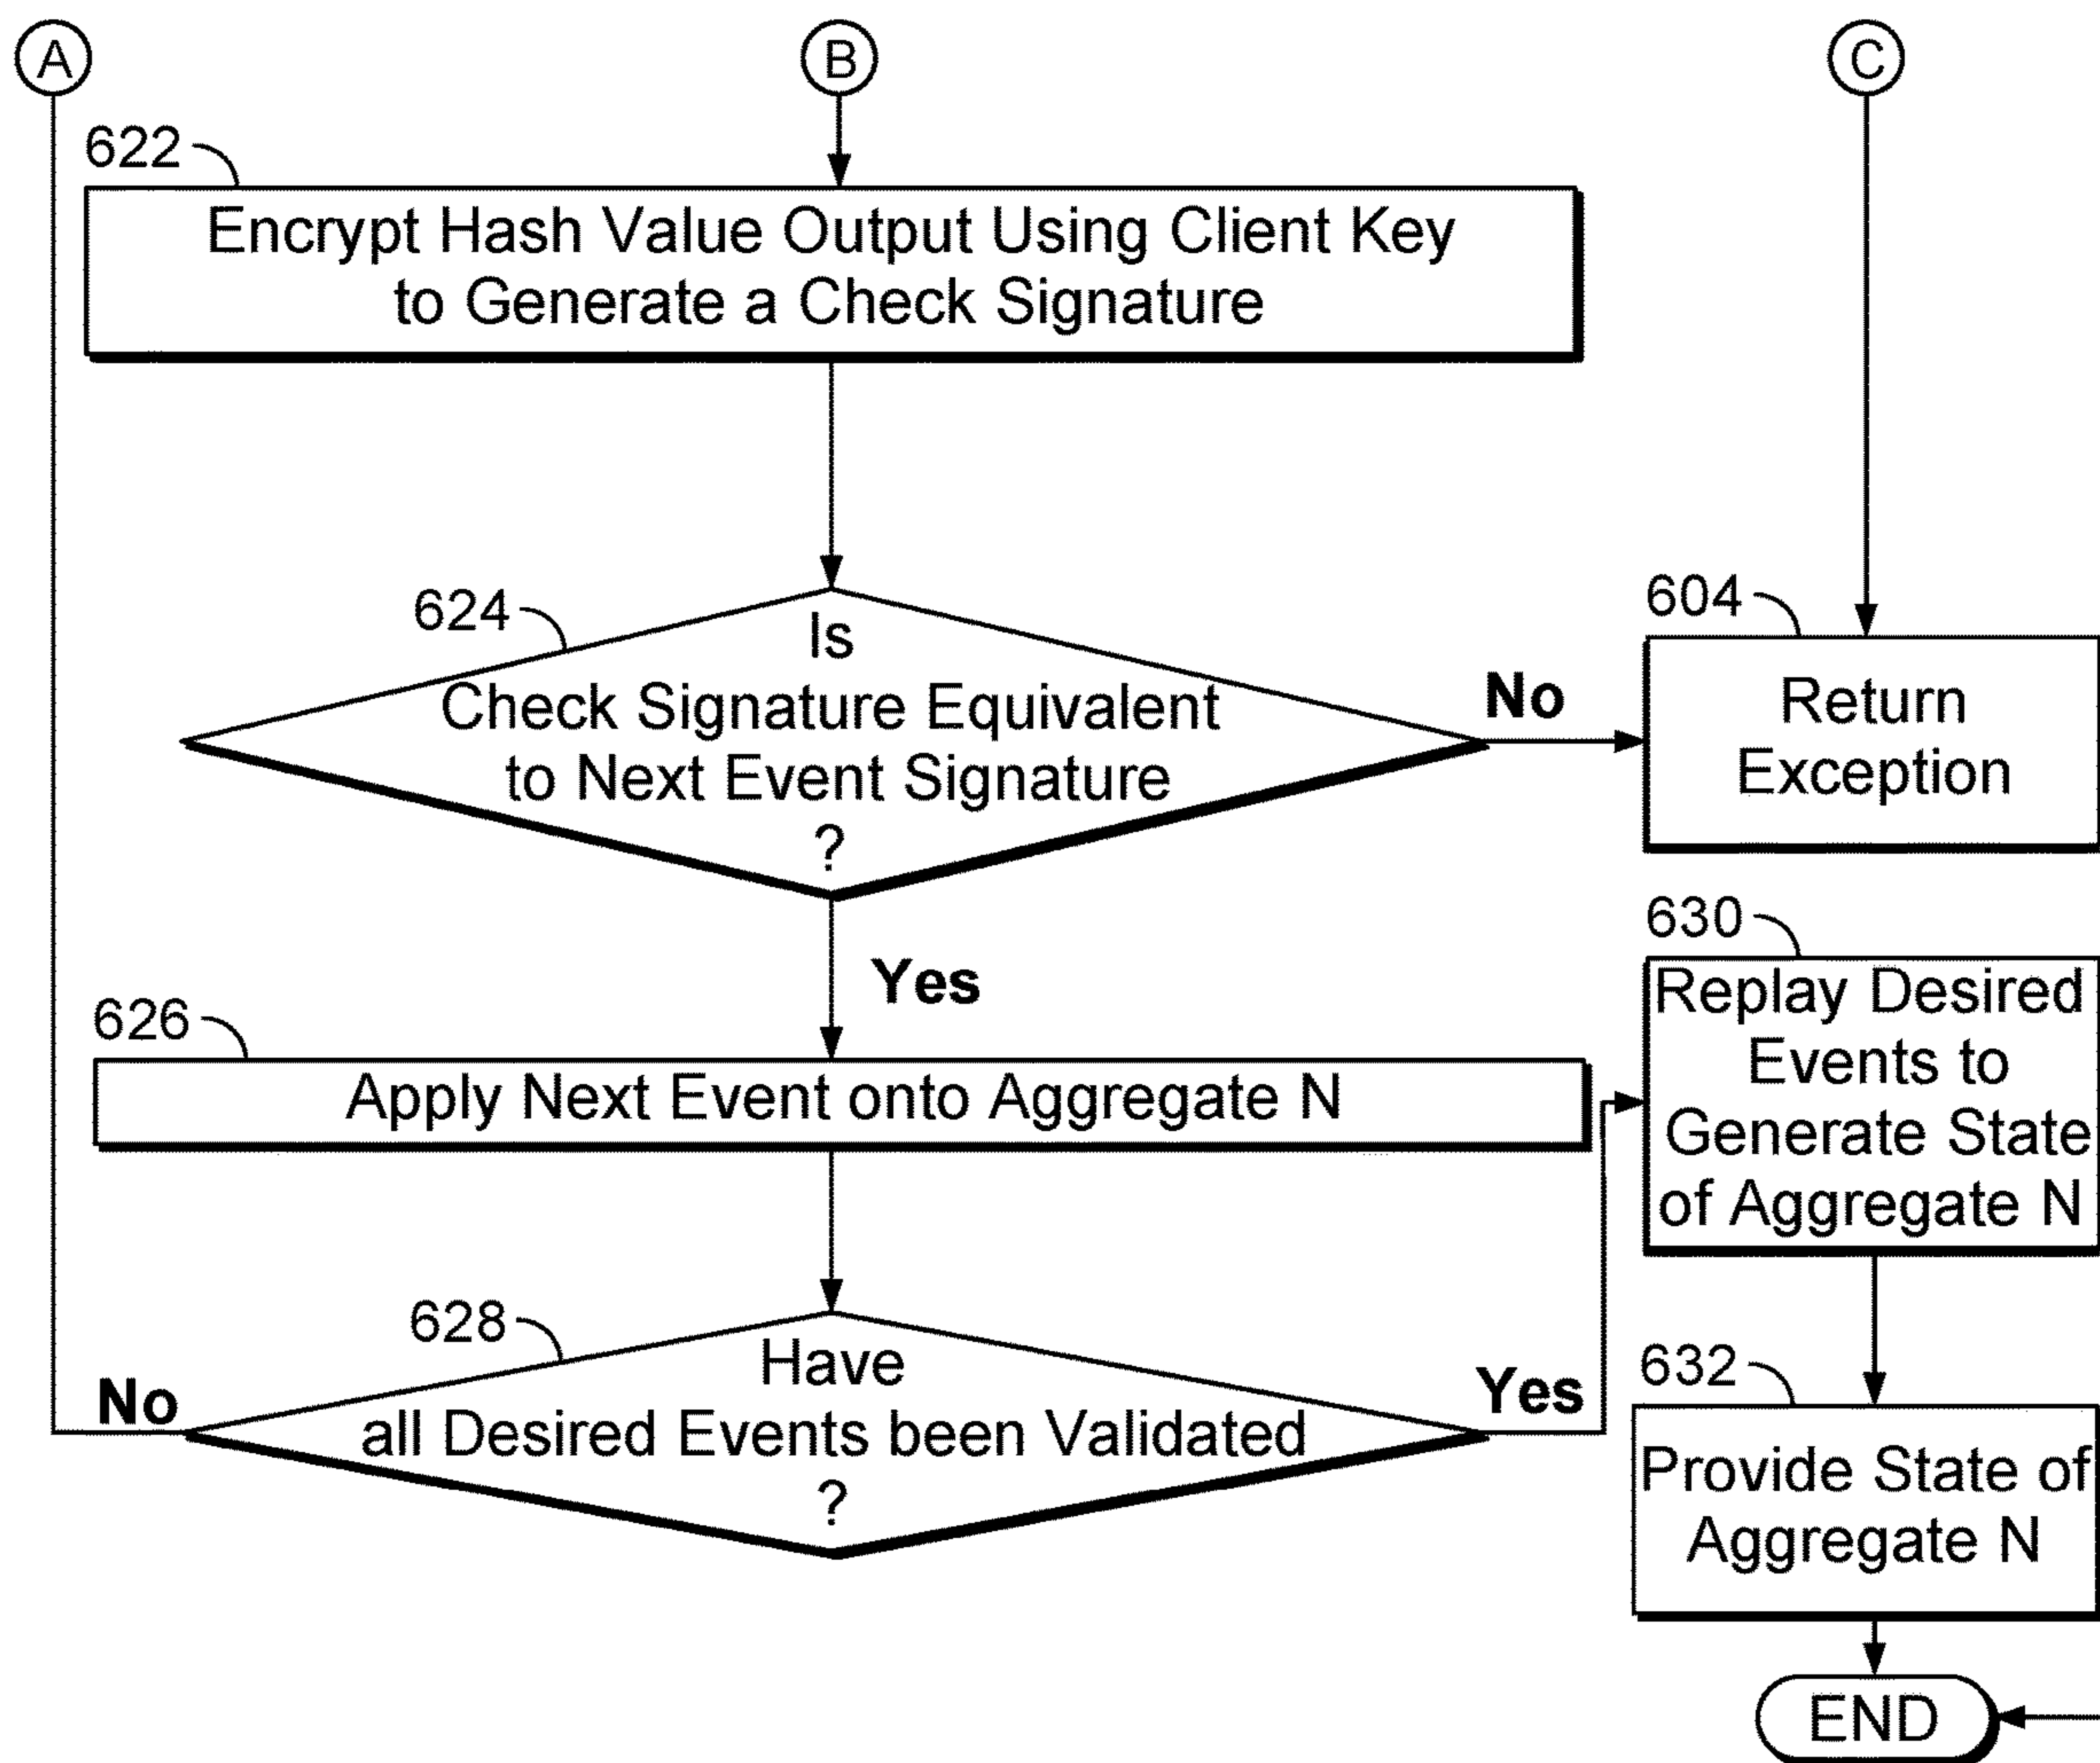 A
B
C
622
Encrypt Hash Value Output Using Client Key
to Generate a Check Signature
624
Is
Check Signature Equivalent
to Next Event Signature
?
No
604
Return
Exception
Yes
626
Apply Next Event onto Aggregate N
630
Replay Desired
Events to
Generate State
of Aggregate N
628
Have
all Desired Events been Validated
?
No
Yes
632
Provide State of
Aggregate N
END